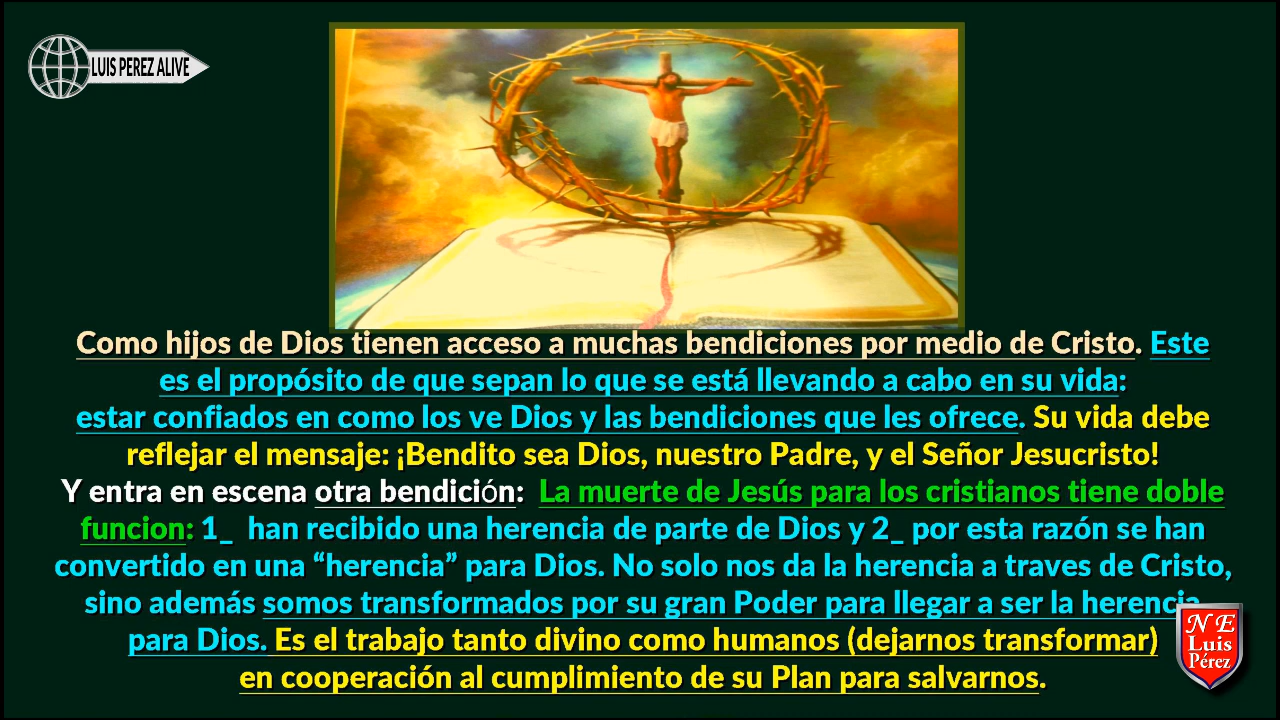 LUIS PEREZ ALIVE
Como hijos de Dios tienen acceso a muchas bendiciones por medio de Cristo. Este
es el propósito de que sepan lo que se está llevando a cabo en su vida:
estar confiados en como los ve Dios y las bendiciones que les ofrece. Su vida debe
reflejar el mensaje: ¡Bendito sea Dios, nuestro Padre, y el Señor Jesucristo!
Y entra en escena otra bendición: La muerte de Jesús para los cristianos tiene doble
funcion: 1_ han recibido una herencia de parte de Dios y 2_ por esta razón se han
convertido en una “herencia” para Dios. No solo nos da la herencia a traves de Cristo,
sino además somos transformados por su gran Poder para llegar a ser la herencia
para Dios. Es el trabajo tanto divino como humanos (dejarnos transformar)
en cooperación al cumplimiento de su Plan para salvarnos.
N E
Luis
Pérez